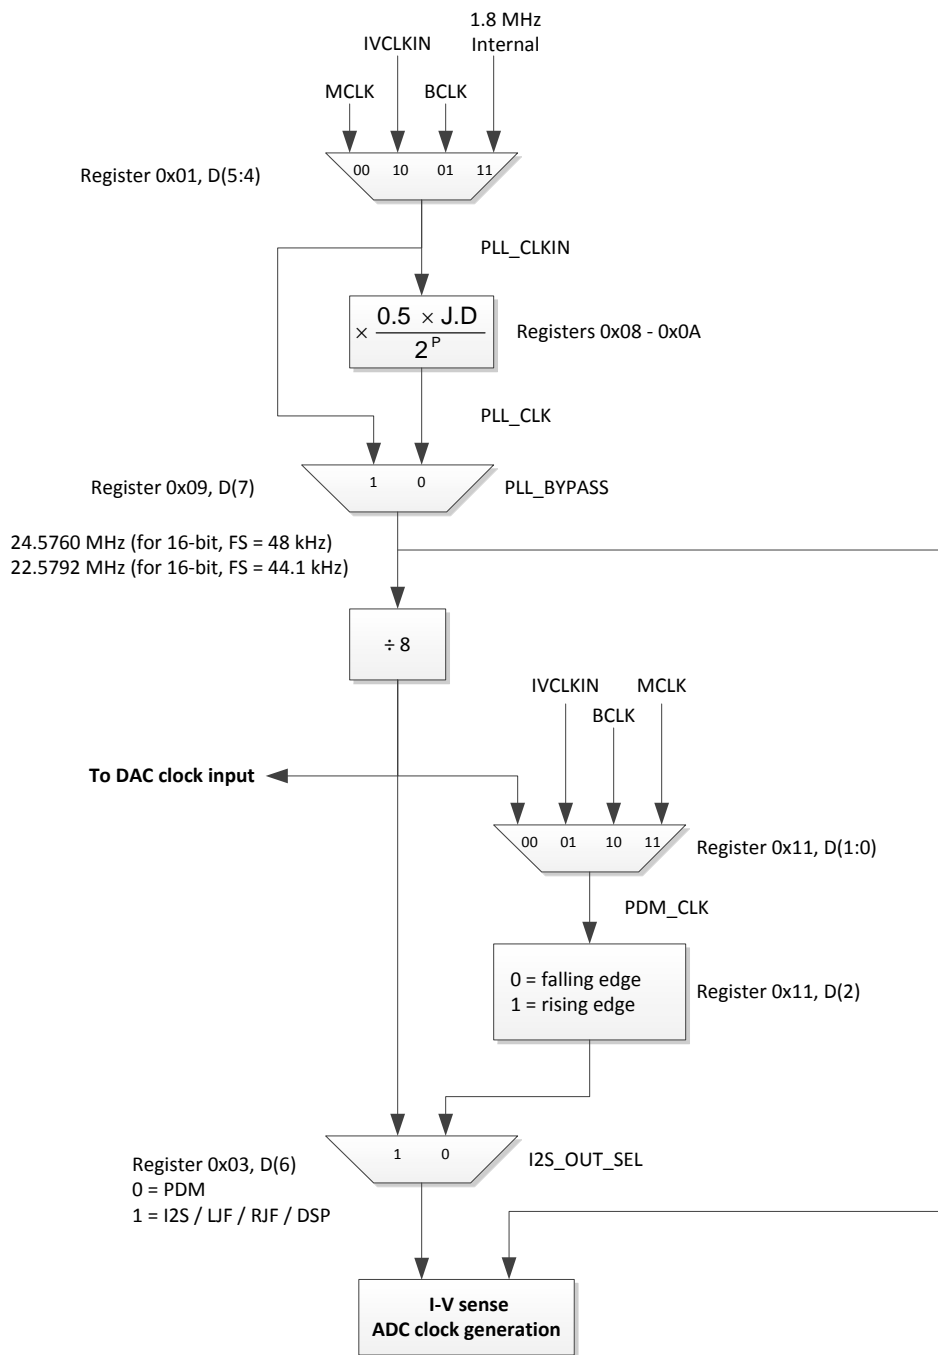 1.8 MHz
Internal
IVCLKIN
MCLK
BCLK
00 10 01 11
Register 0x01, D(5:4)
PLL_CLKIN
× 0.5 × J.D
2^P
Registers 0x08 - 0x0A
PLL_CLK
1 0
Register 0x09, D(7)
PLL_BYPASS
24.5760 MHz (for 16-bit, FS = 48 kHz)
22.5792 MHz (for 16-bit, FS = 44.1 kHz)
÷ 8
IVCLKIN
MCLK
BCLK
To DAC clock input
00 01 10 11
Register 0x11, D(1:0)
PDM_CLK
0 = falling edge
1 = rising edge
Register 0x11, D(2)
1 0
I2S_OUT_SEL
Register 0x03, D(6)
0 = PDM
1 = I2S / LJF / RJF / DSP
I-V sense
ADC clock generation